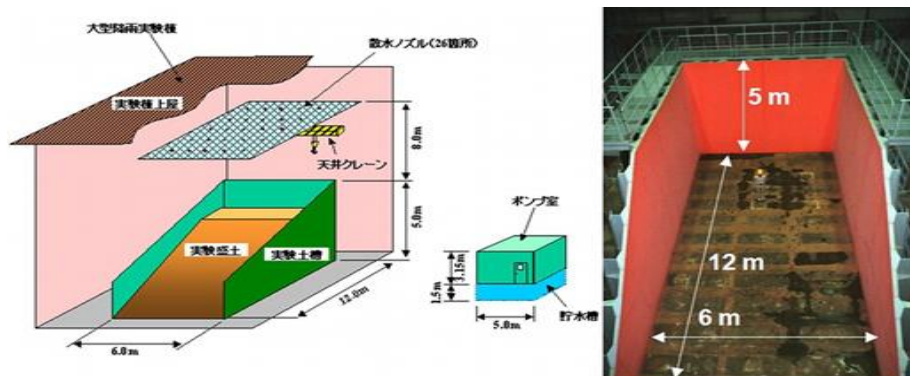 大型降雨実験棟
散水ノズル(26箇所)
実験棟上屋
天井クレーン
8.0m
5.0m
実験盛土
実験土槽
12.0m
6.0m
ポンプ室
3.15m
1.5m
5.0m
貯水槽
5 m
12 m
6 m